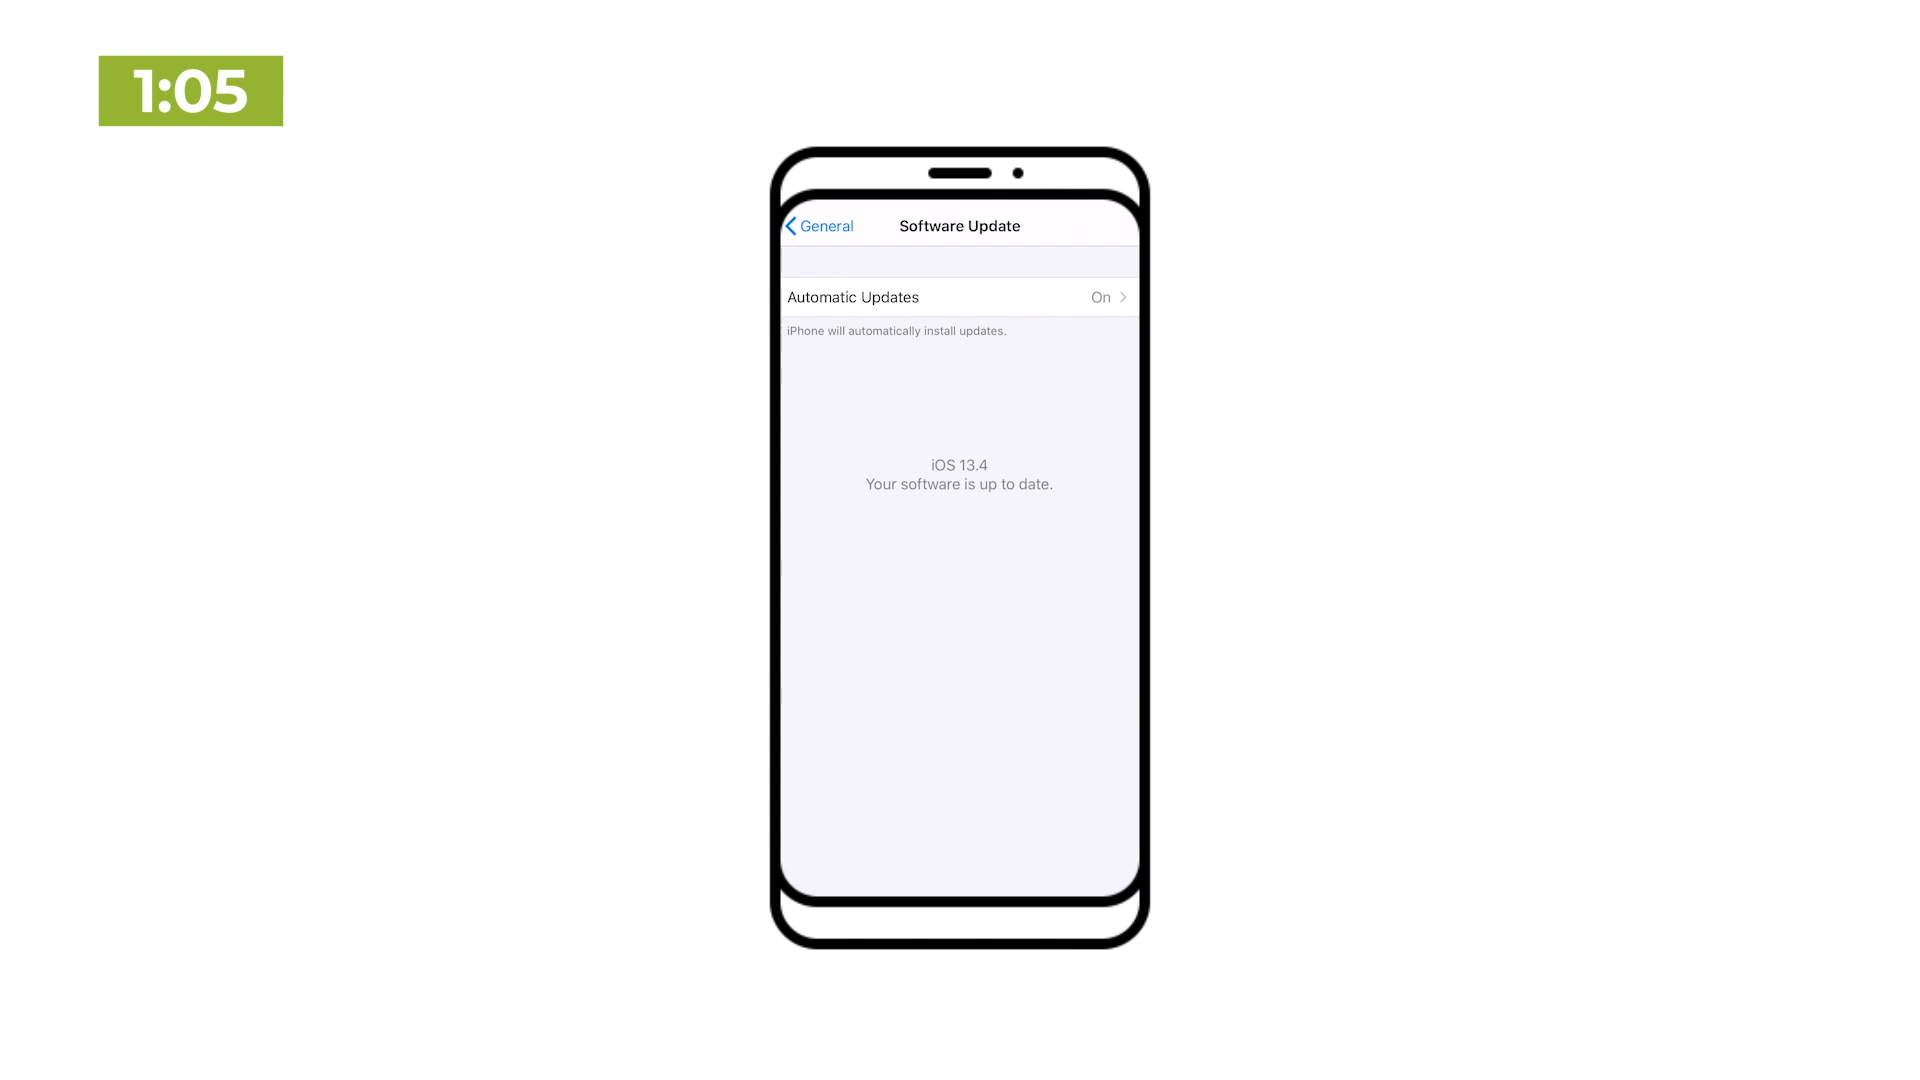 1:05
General
Software Update
Automatic Updates On
iPhone will automatically install updates.
iOS 13.4
Your software is up to date.